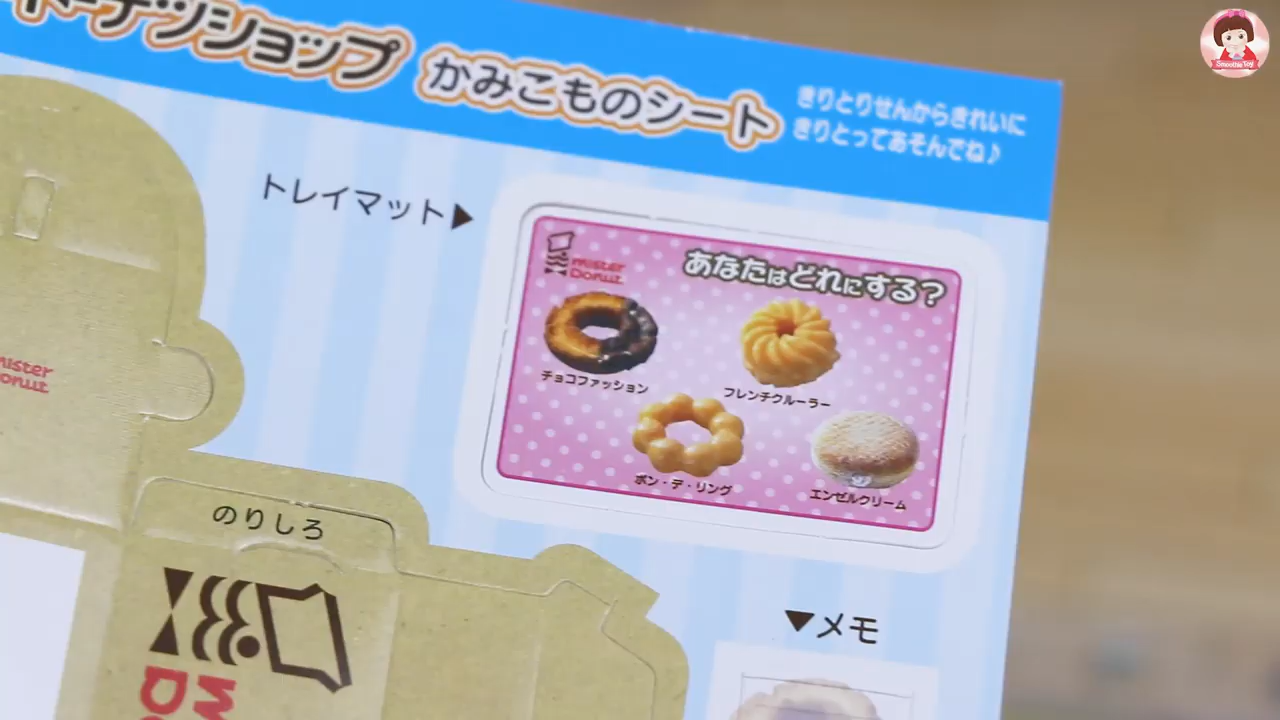 ドーナツショップ かみこものシート
きりとりせんからきれいに
きりとってあそんでね♪
Smoothie Toy
トレイマット▶
mister
Donut
あなたはどれにする?
チョコファッション
フレンチクルーラー
ポン・デ・リング
エンゼルクリーム
mister
Donut
のりしろ
▼メモ